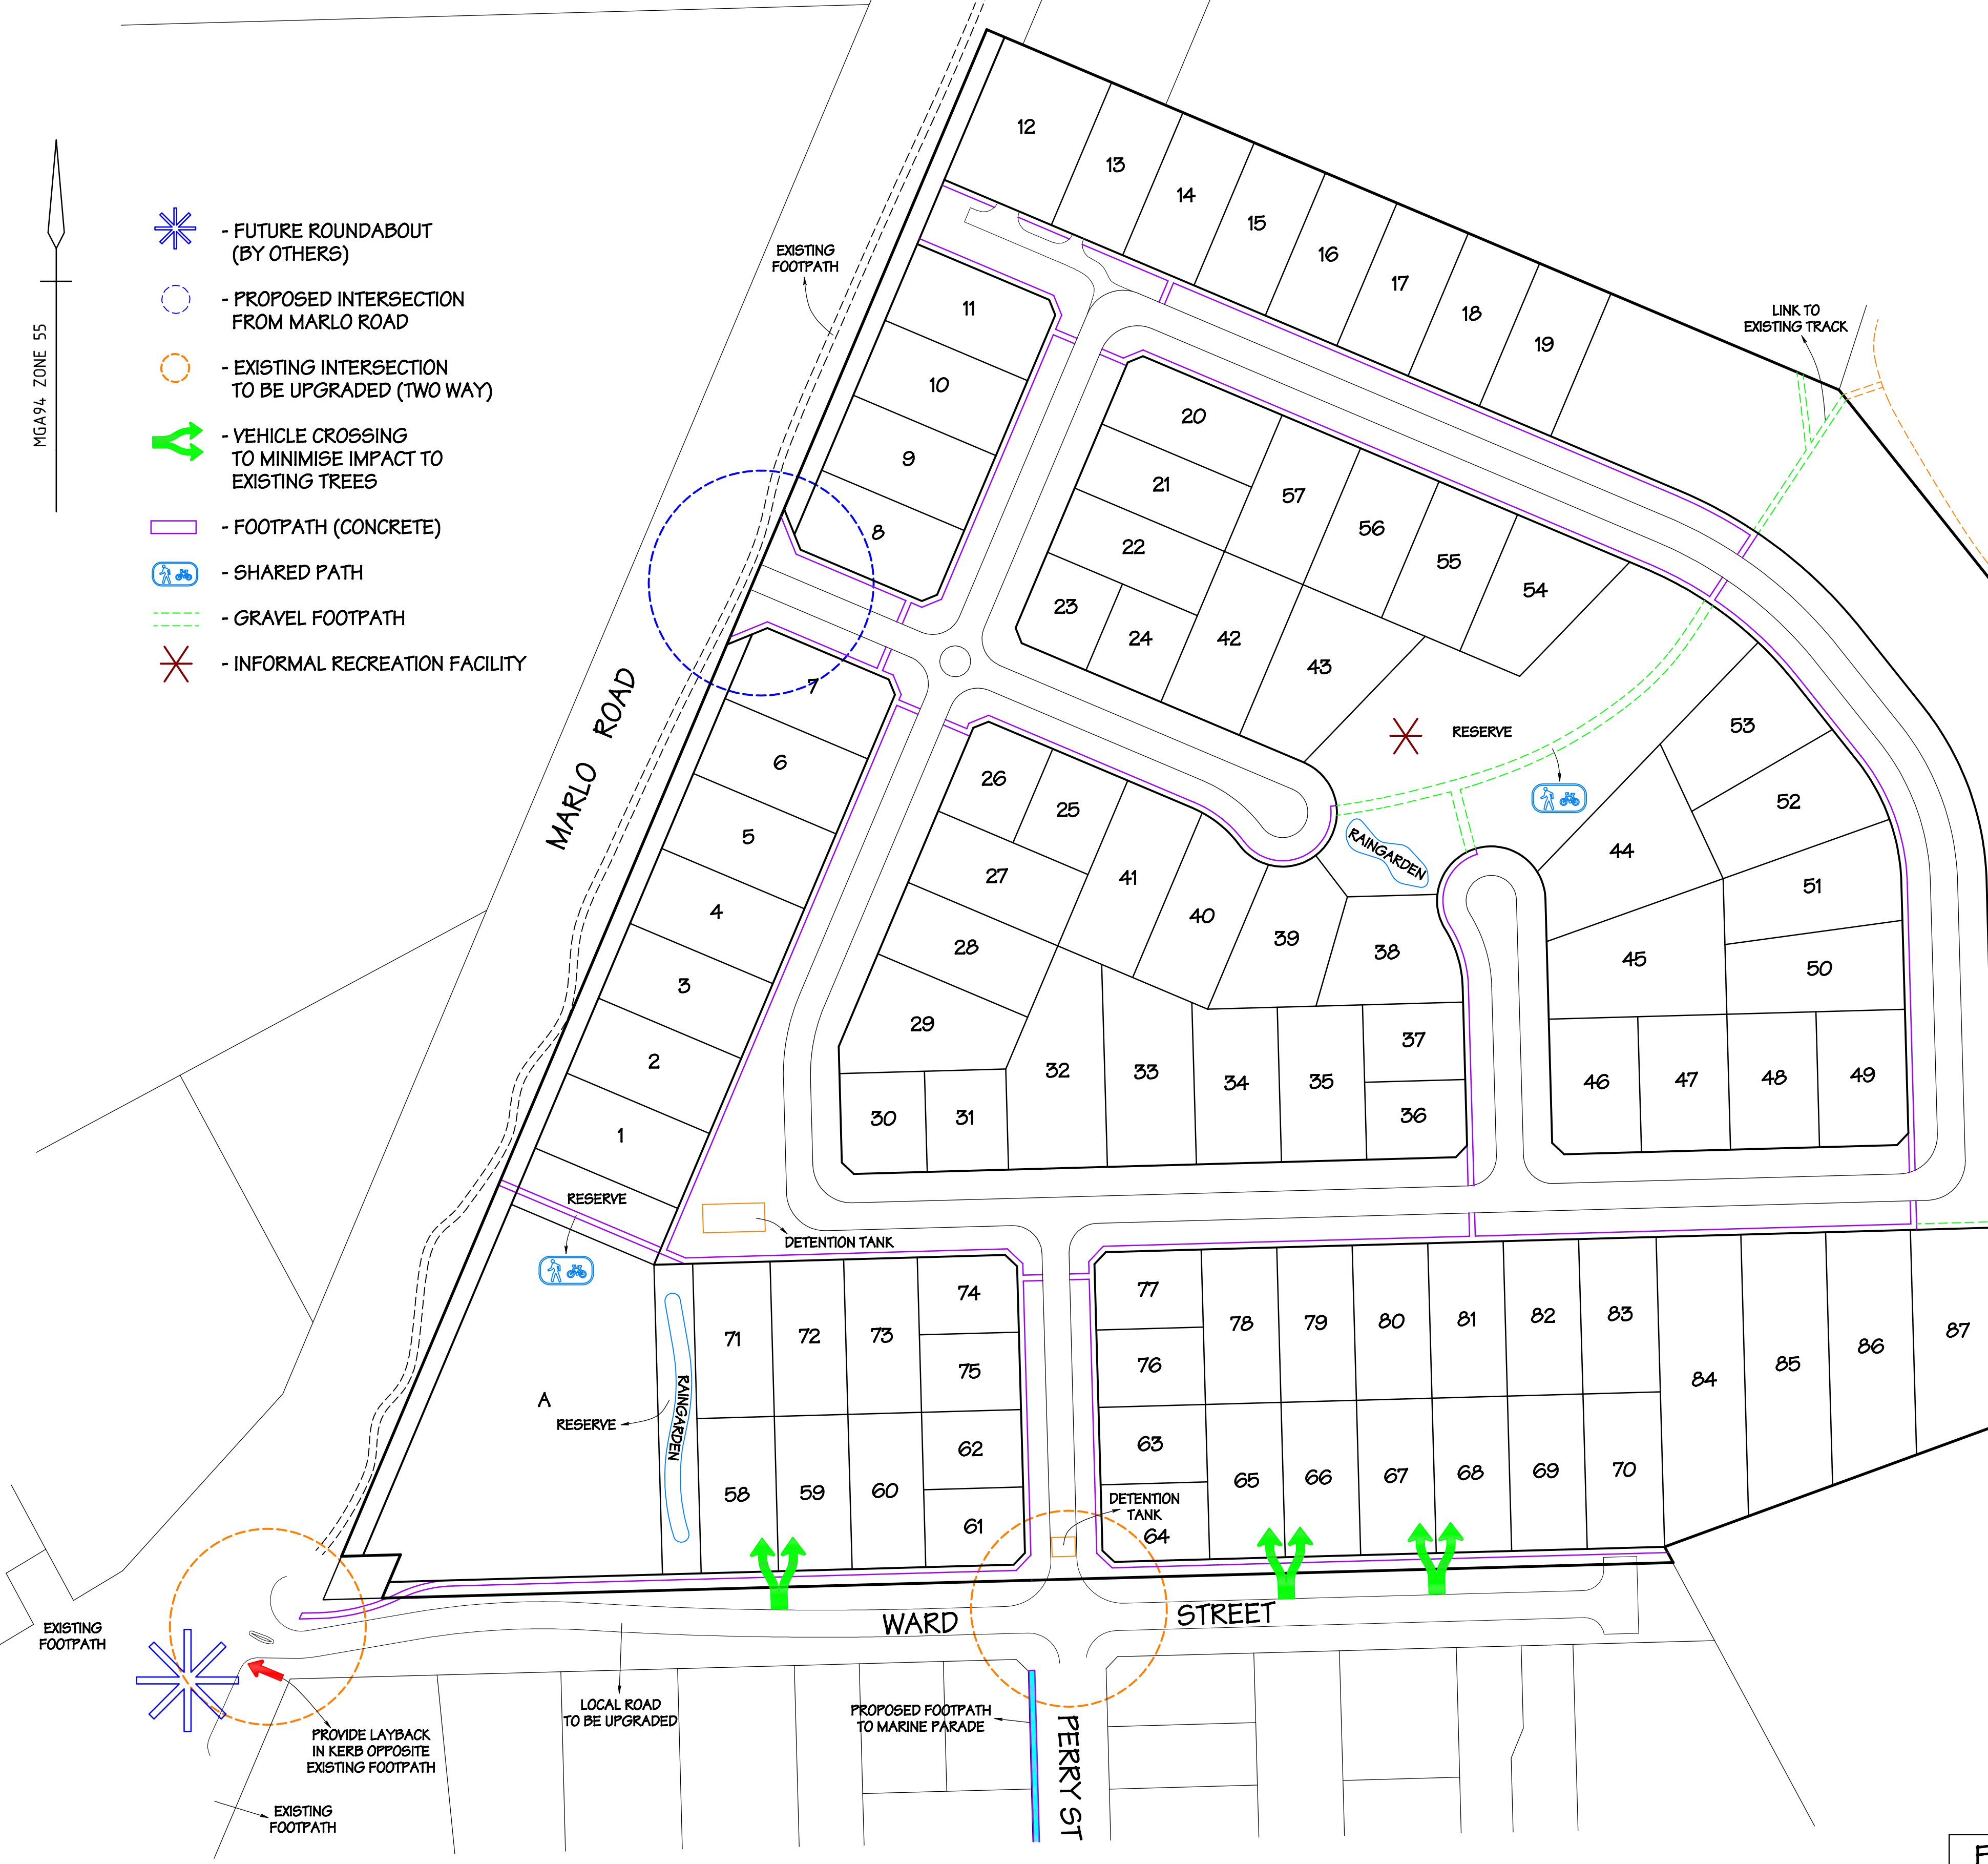 MGA94 ZONE 55
- FUTURE ROUNDABOUT
(BY OTHERS)
- PROPOSED INTERSECTION
FROM MARLO ROAD
- EXISTING INTERSECTION
TO BE UPGRADED (TWO WAY)
- VEHICLE CROSSING
TO MINIMISE IMPACT TO
EXISTING TREES
- FOOTPATH (CONCRETE)
- SHARED PATH
- GRAVEL FOOTPATH
- INFORMAL RECREATION FACILITY
EXISTING
FOOTPATH
LINK TO
EXISTING TRACK
MARLO ROAD
12
13
14
15
16
17
18
19
11
10
9
8
20
21
22
23
24
57
56
55
54
42
43
RESERVE
7
6
5
4
3
2
1
26
25
27
28
29
41
40
39
38
RAINGARDEN
53
52
51
50
44
45
30
31
32
33
34
35
37
36
46
47
48
49
RESERVE
DETENTION TANK
A
RESERVE
RAINGARDEN
71
72
73
74
75
58
59
60
62
61
77
76
63
64
78
79
80
81
82
83
84
85
86
87
65
66
67
68
69
70
DETENTION
TANK
WARD STREET
EXISTING
FOOTPATH
PROVIDE LAYBACK
IN KERB OPPOSITE
EXISTING FOOTPATH
EXISTING
FOOTPATH
LOCAL ROAD
TO BE UPGRADED
PROPOSED FOOTPATH
TO MARINE PARADE
PERRY ST